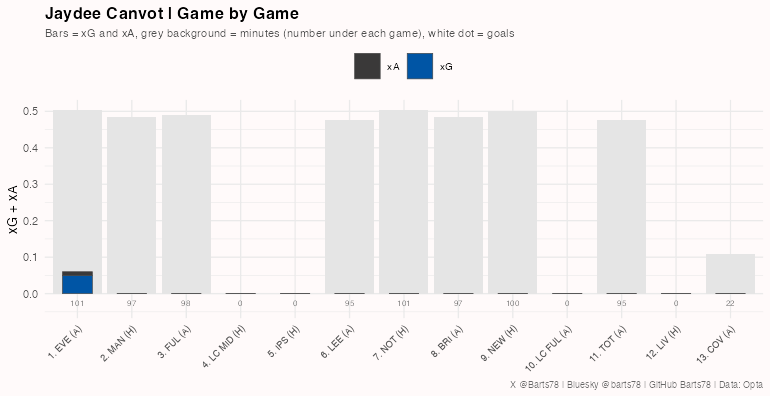 Jaydee Canvot | Game by Game
Bars = xG and xA, grey background = minutes (number under each game), white dot = goals
xA xG
xG + xA
0.5
0.4
0.3
0.2
0.1
0.0
101 97 98 0 0 95 101 97 100 0 95 0 22
1. EVE (A)
2. MAN (H)
3. FUL (A)
4. LC MID (H)
5. IPS (H)
6. LEE (A)
7. NOT (H)
8. BRI (A)
9. NEW (H)
10. LC FUL (A)
11. TOT (A)
12. LIV (H)
13. COV (A)
X @Barts78 | Bluesky @barts78 | GitHub Barts78 | Data: Opta